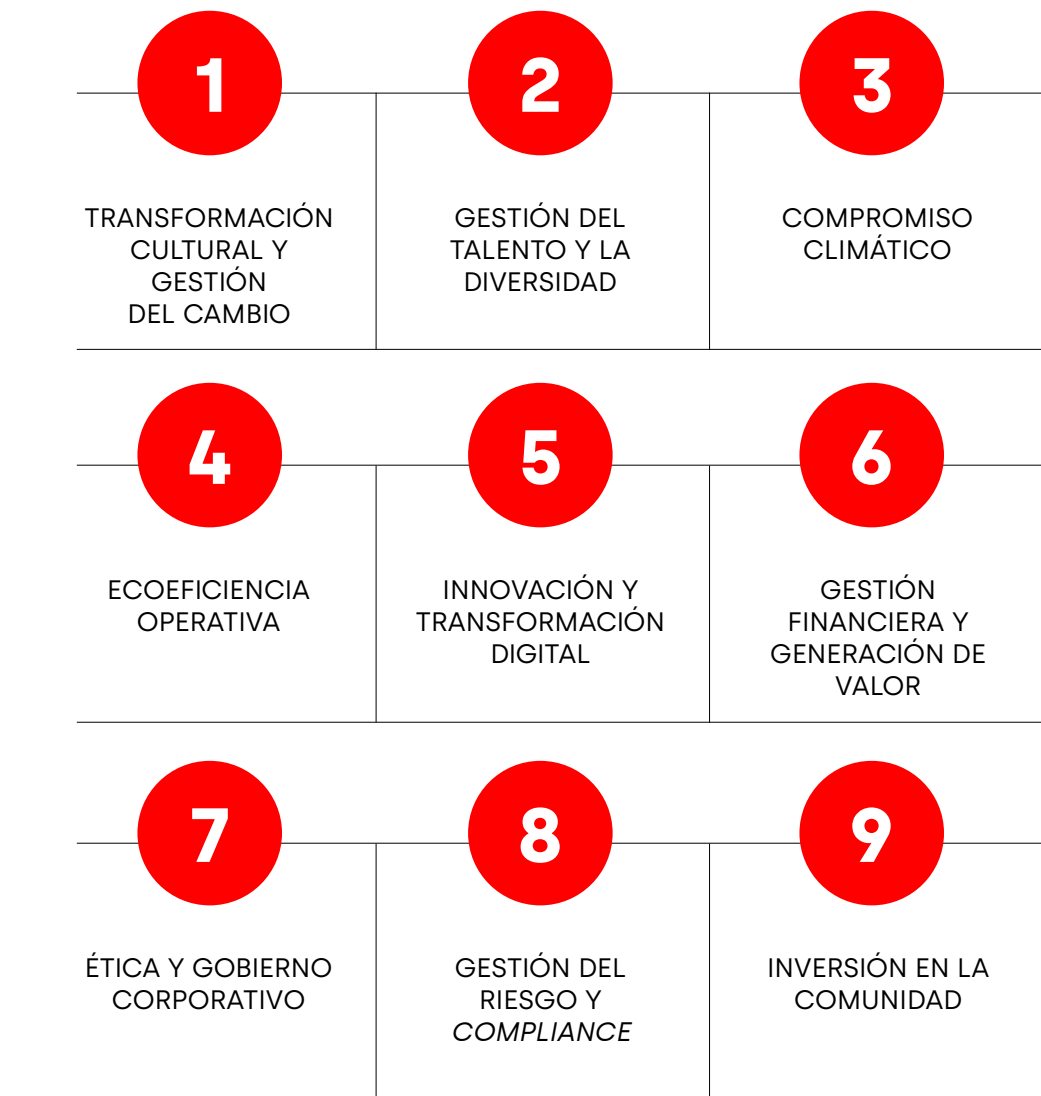 1
TRANSFORMACIÓN
CULTURAL Y
GESTIÓN
DEL CAMBIO
2
GESTIÓN DEL
TALENTO Y LA
DIVERSIDAD
3
COMPROMISO
CLIMÁTICO
4
ECOEFICIENCIA
OPERATIVA
5
INNOVACIÓN Y
TRANSFORMACIÓN
DIGITAL
6
GESTIÓN
FINANCIERA Y
GENERACIÓN DE
VALOR
7
ÉTICA Y GOBIERNO
CORPORATIVO
8
GESTIÓN DEL
RIESGO Y
COMPLIANCE
9
INVERSIÓN EN LA
COMUNIDAD